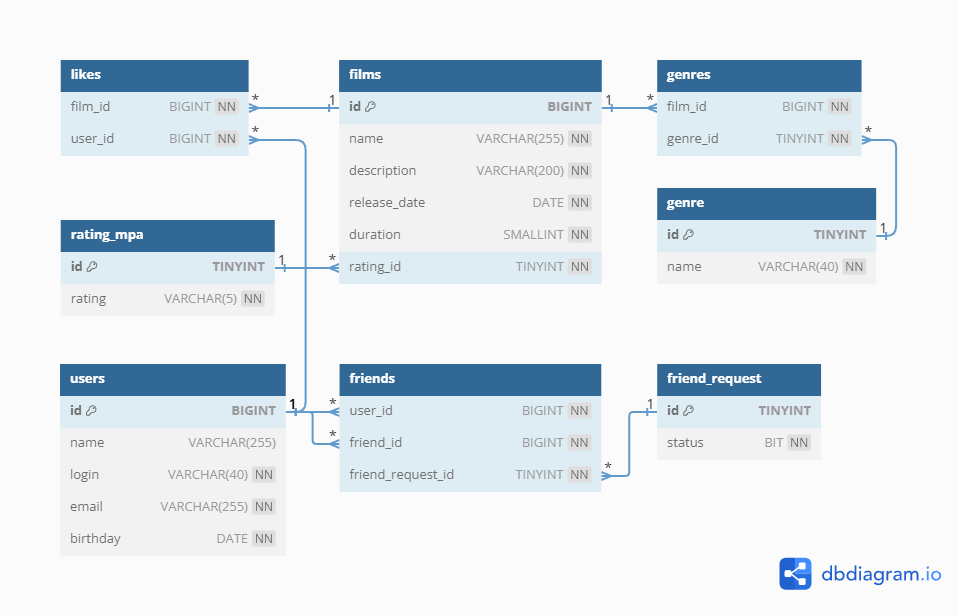 likes
film_id BIGINT NN
user_id BIGINT NN
*
*
films
1
id BIGINT
1
name VARCHAR(255) NN
description VARCHAR(200) NN
release_date DATE NN
duration SMALLINT NN
*
rating_id TINYINT NN
genres
*
film_id BIGINT NN
genre_id TINYINT NN
*
genre
id TINYINT
1
name VARCHAR(40) NN
rating_mpa
id TINYINT
1
rating VARCHAR(5) NN
users
id BIGINT
1
name VARCHAR(255)
login VARCHAR(40) NN
email VARCHAR(255) NN
birthday DATE NN
friends
*
user_id BIGINT NN
*
friend_id BIGINT NN
friend_request_id TINYINT NN
*
friend_request
1
id TINYINT
status BIT NN
dbdiagram.io